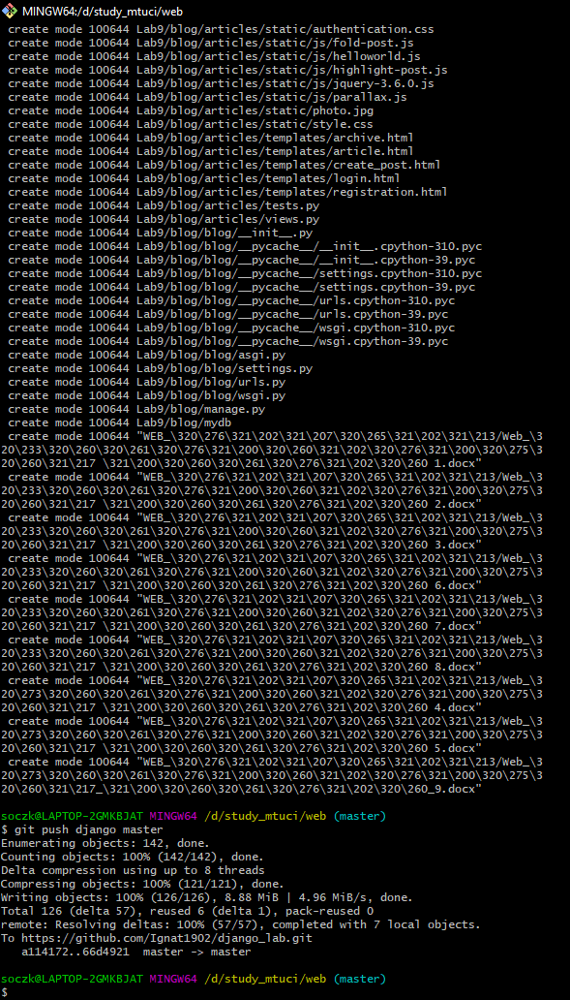 MINGW64:/d/study_mtuci/web
create mode 100644 Lab9/blog/articles/static/authentication.css
create mode 100644 Lab9/blog/articles/static/js/fold-post.js
create mode 100644 Lab9/blog/articles/static/js/helloworld.js
create mode 100644 Lab9/blog/articles/static/js/highlight-post.js
create mode 100644 Lab9/blog/articles/static/js/jquery-3.6.0.js
create mode 100644 Lab9/blog/articles/static/js/parallax.js
create mode 100644 Lab9/blog/articles/static/photo.jpg
create mode 100644 Lab9/blog/articles/static/style.css
create mode 100644 Lab9/blog/articles/templates/archive.html
create mode 100644 Lab9/blog/articles/templates/article.html
create mode 100644 Lab9/blog/articles/templates/create_post.html
create mode 100644 Lab9/blog/articles/templates/login.html
create mode 100644 Lab9/blog/articles/templates/registration.html
create mode 100644 Lab9/blog/articles/tests.py
create mode 100644 Lab9/blog/articles/views.py
create mode 100644 Lab9/blog/blog/__init__.py
create mode 100644 Lab9/blog/blog/__pycache__/__init__.cpython-310.pyc
create mode 100644 Lab9/blog/blog/__pycache__/__init__.cpython-39.pyc
create mode 100644 Lab9/blog/blog/__pycache__/settings.cpython-310.pyc
create mode 100644 Lab9/blog/blog/__pycache__/settings.cpython-39.pyc
create mode 100644 Lab9/blog/blog/__pycache__/urls.cpython-310.pyc
create mode 100644 Lab9/blog/blog/__pycache__/urls.cpython-39.pyc
create mode 100644 Lab9/blog/blog/__pycache__/wsgi.cpython-310.pyc
create mode 100644 Lab9/blog/blog/__pycache__/wsgi.cpython-39.pyc
create mode 100644 Lab9/blog/blog/asgi.py
create mode 100644 Lab9/blog/blog/settings.py
create mode 100644 Lab9/blog/blog/urls.py
create mode 100644 Lab9/blog/blog/wsgi.py
create mode 100644 Lab9/blog/manage.py
create mode 100644 Lab9/blog/mydb
create mode 100644 "WEB_\320\276\321\202\321\207\320\265\321\202\321\213/Web_\3
20\233\320\260\320\261\320\276\321\200\320\260\321\202\320\276\321\200\320\275\3
20\260\321\217 \321\200\320\260\320\261\320\276\321\202\320\260 1.docx"
create mode 100644 "WEB_\320\276\321\202\321\207\320\265\321\202\321\213/Web_\3
20\233\320\260\320\261\320\276\321\200\320\260\321\202\320\276\321\200\320\275\3
20\260\321\217 \321\200\320\260\320\261\320\276\321\202\320\260 2.docx"
create mode 100644 "WEB_\320\276\321\202\321\207\320\265\321\202\321\213/Web_\3
20\233\320\260\320\261\320\276\321\200\320\260\321\202\320\276\321\200\320\275\3
20\260\321\217 \321\200\320\260\320\261\320\276\321\202\320\260 3.docx"
create mode 100644 "WEB_\320\276\321\202\321\207\320\265\321\202\321\213/Web_\3
20\233\320\260\320\261\320\276\321\200\320\260\321\202\320\276\321\200\320\275\3
20\260\321\217 \321\200\320\260\320\261\320\276\321\202\320\260 6.docx"
create mode 100644 "WEB_\320\276\321\202\321\207\320\265\321\202\321\213/Web_\3
20\233\320\260\320\261\320\276\321\200\320\260\321\202\320\276\321\200\320\275\3
20\260\321\217 \321\200\320\260\320\261\320\276\321\202\320\260 7.docx"
create mode 100644 "WEB_\320\276\321\202\321\207\320\265\321\202\321\213/Web_\3
20\233\320\260\320\261\320\276\321\200\320\260\321\202\320\276\321\200\320\275\3
20\260\321\217 \321\200\320\260\320\261\320\276\321\202\320\260 8.docx"
create mode 100644 "WEB_\320\276\321\202\321\207\320\265\321\202\321\213/Web_\3
20\273\320\260\320\261\320\276\321\200\320\260\321\202\320\276\321\200\320\275\3
20\260\321\217 \321\200\320\260\320\261\320\276\321\202\320\260 4.docx"
create mode 100644 "WEB_\320\276\321\202\321\207\320\265\321\202\321\213/Web_\3
20\273\320\260\320\261\320\276\321\200\320\260\321\202\320\276\321\200\320\275\3
20\260\321\217 \321\200\320\260\320\261\320\276\321\202\320\260 5.docx"
create mode 100644 "WEB_\320\276\321\202\321\207\320\265\321\202\321\213/Web_\3
20\273\320\260\320\261\320\276\321\200\320\260\321\202\320\276\321\200\320\275\3
20\260\321\217_\321\200\320\260\320\261\320\276\321\202\320\260_9.docx"
soczk@LAPTOP-2GMKBJAT MINGW64 /d/study_mtuci/web (master)
$ git push django master
Enumerating objects: 142, done.
Counting objects: 100% (142/142), done.
Delta compression using up to 8 threads
Compressing objects: 100% (121/121), done.
Writing objects: 100% (126/126), 8.88 MiB | 4.96 MiB/s, done.
Total 126 (delta 57), reused 6 (delta 1), pack-reused 0
remote: Resolving deltas: 100% (57/57), completed with 7 local objects.
To https://github.com/Ignat1902/django_lab.git
a114172..66d4921  master -> master
soczk@LAPTOP-2GMKBJAT MINGW64 /d/study_mtuci/web (master)
$